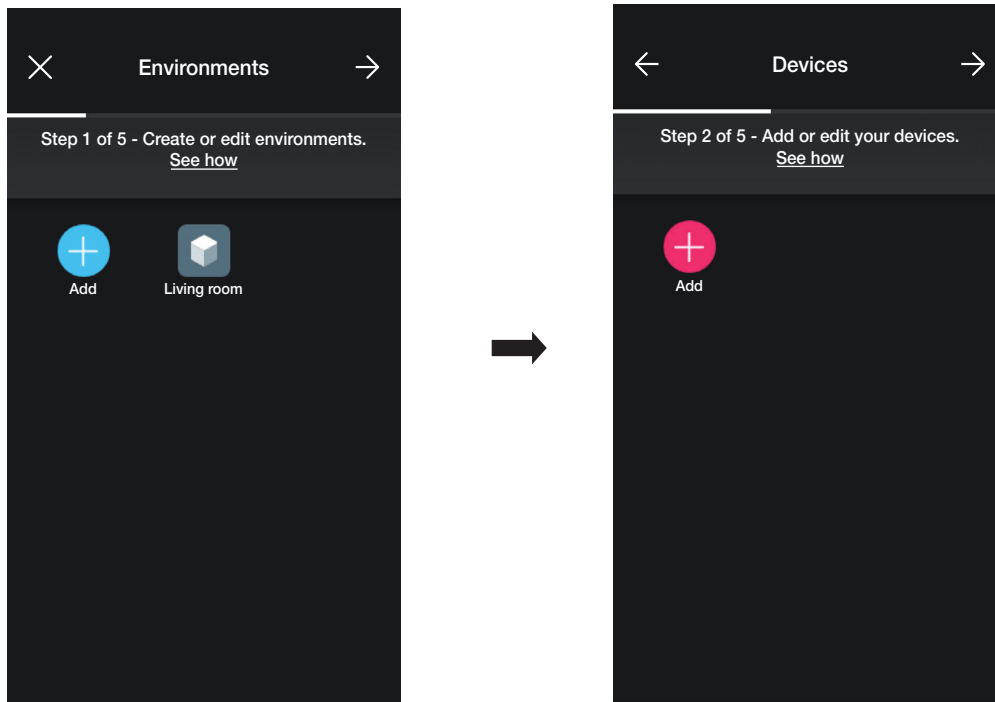 Environments
Step 1 of 5 - Create or edit environments.
See how
Add
Living room
Devices
Step 2 of 5 - Add or edit your devices.
See how
Add